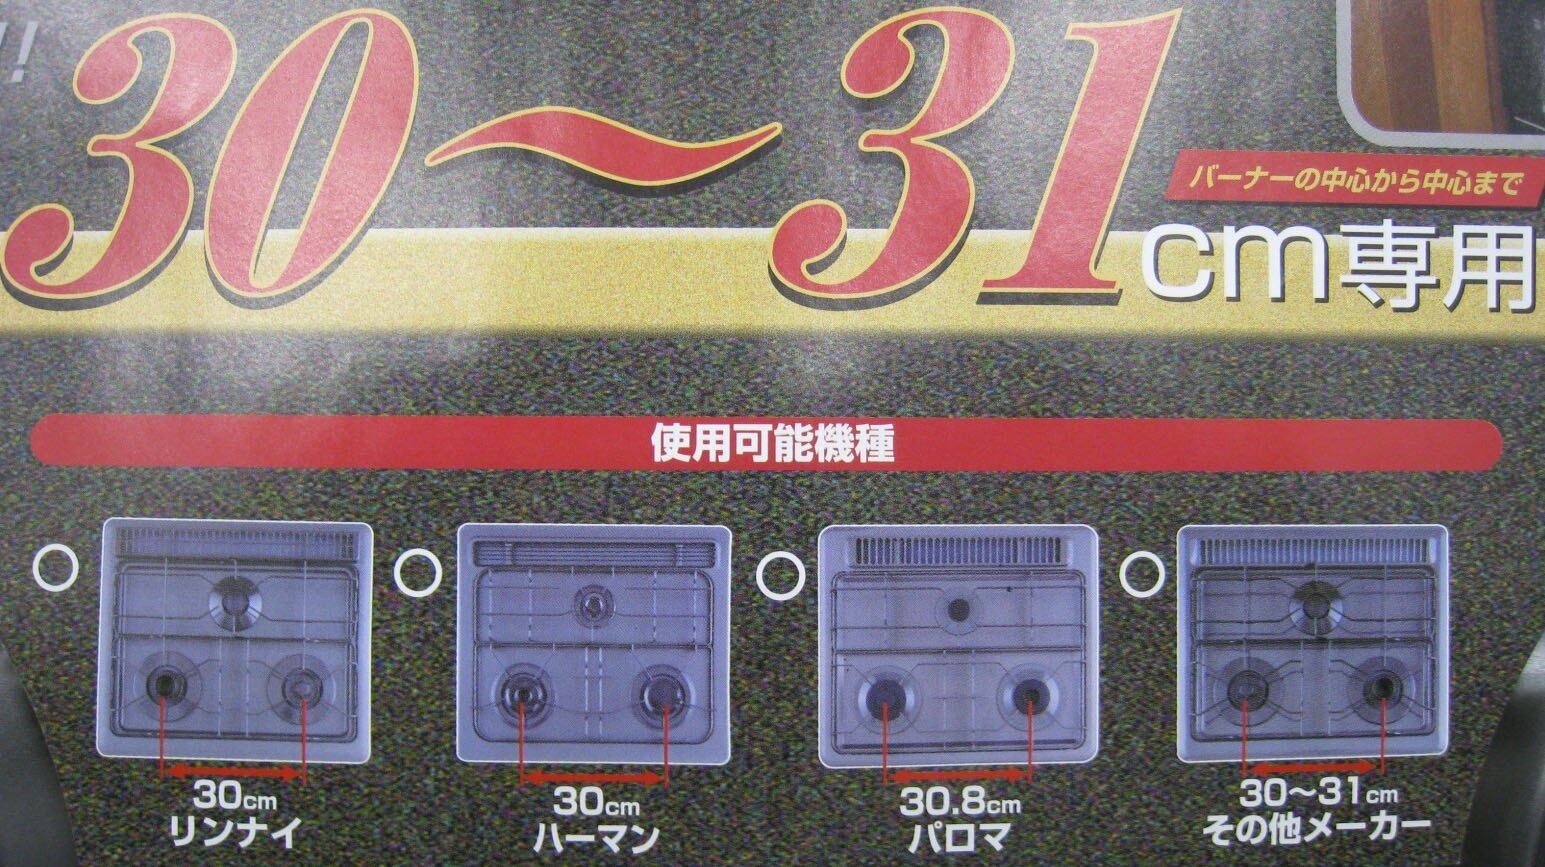 !!
30～31
バーナーの中心から中心まで
cm専用
使用可能機種
30cm
リンナイ
30cm
ハーマン
30.8cm
パロマ
30～31cm
その他メーカー